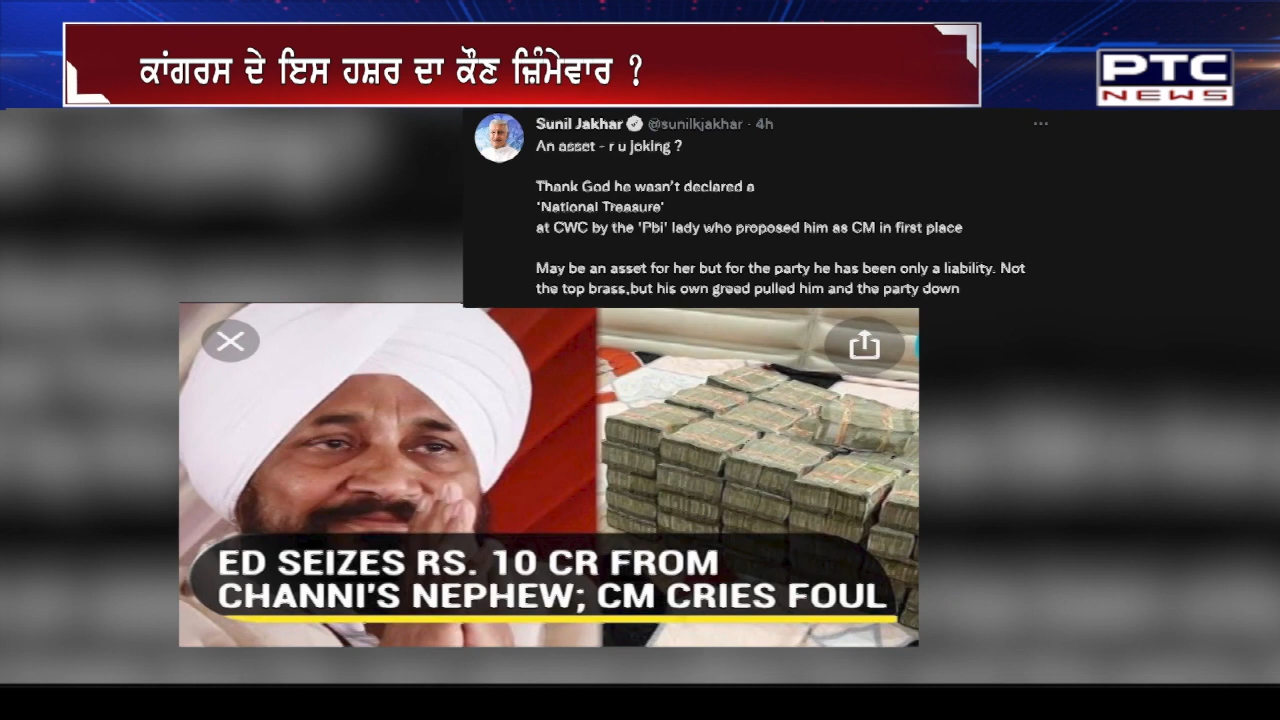 ਕਾਂਗਰਸ ਦੇ ਇਸ ਹਸ਼ਰ ਦਾ ਕੌਣ ਜ਼ਿੰਮੇਵਾਰ ?
PTC
NEWS
Sunil Jakhar @sunilkjakhar · 4h
An asset - r u joking ?
Thank God he wasn't declared a
'National Treasure'
at CWC by the 'Pbi' lady who proposed him as CM in first place
May be an asset for her but for the party he has been only a liability. Not
the top brass,but his own greed pulled him and the party down
ED SEIZES RS. 10 CR FROM
CHANNI'S NEPHEW; CM CRIES FOUL